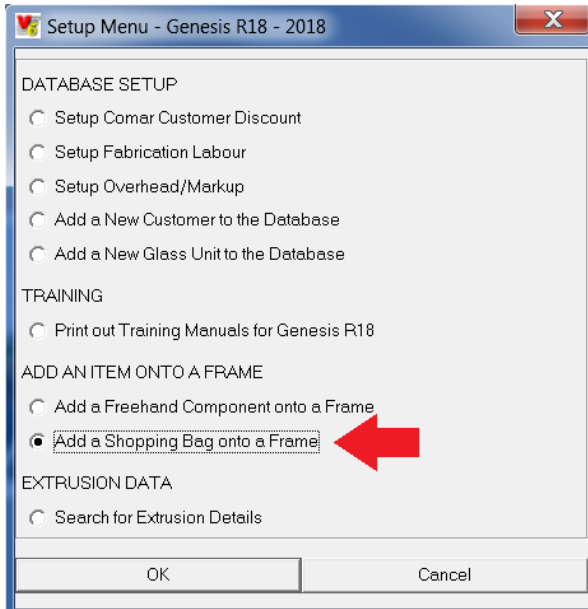 Setup Menu - Genesis R18 - 2018
DATABASE SETUP
Setup Comar Customer Discount
Setup Fabrication Labour
Setup Overhead/Markup
Add a New Customer to the Database
Add a New Glass Unit to the Database
TRAINING
Print out Training Manuals for Genesis R18
ADD AN ITEM ONTO A FRAME
Add a Freehand Component onto a Frame
Add a Shopping Bag onto a Frame
EXTRUSION DATA
Search for Extrusion Details
OK Cancel